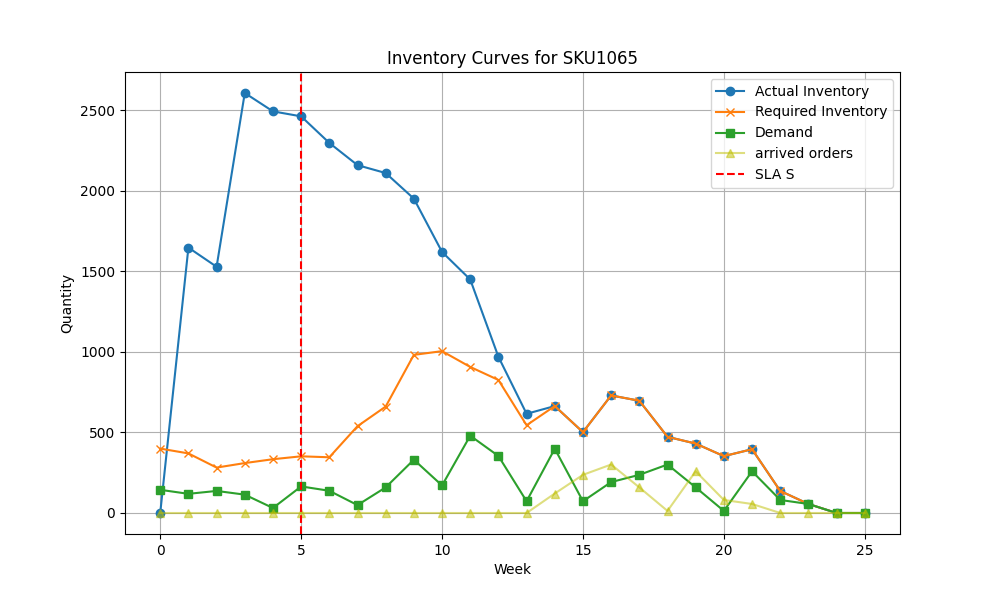 Inventory Curves for SKU1065
Actual Inventory
Required Inventory
Demand
arrived orders
SLA S
Quantity
2500
2000
1500
1000
500
0
0 5 10 15 20 25
Week